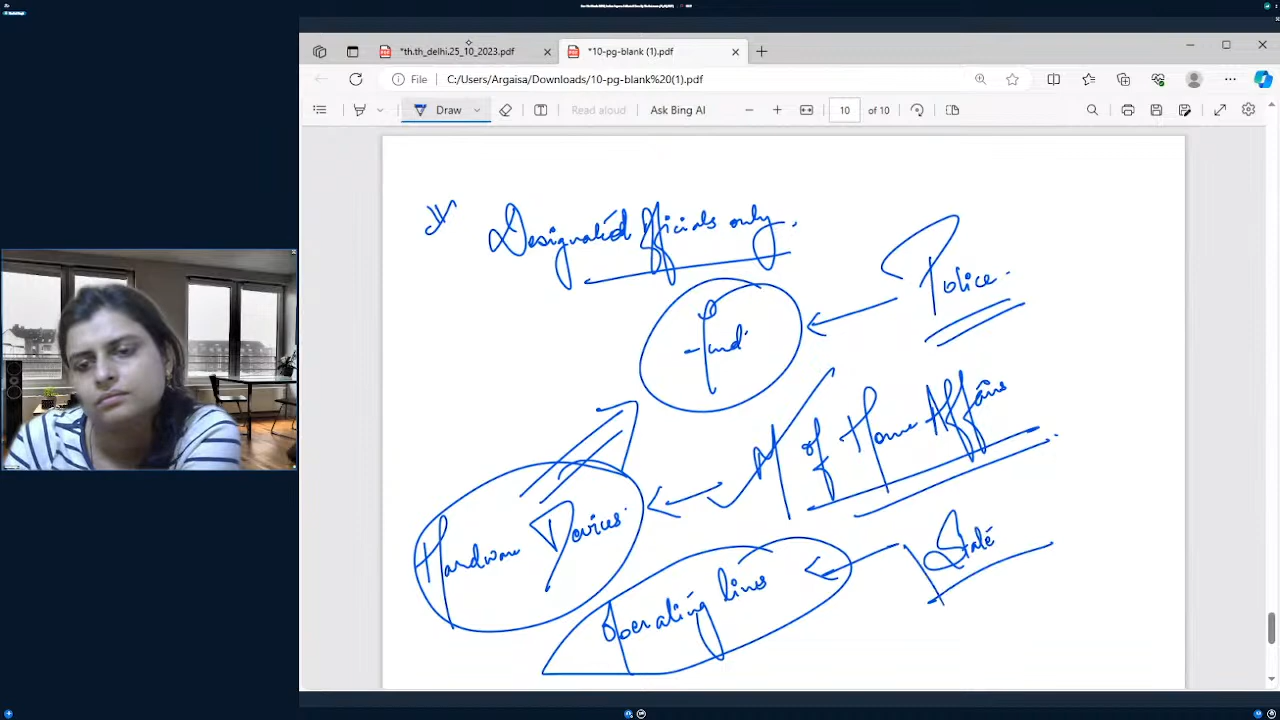 *th.th_delhi.25_10_2023.pdf
*10-pg-blank (1).pdf
File
C:/Users/Argaisa/Downloads/10-pg-blank%20(1).pdf
Draw
Read aloud
Ask Bing AI
10
of 10
Designated Officials only.
Police.
Fund
M of Home Affairs
Hardware Devices.
State
Operating lines